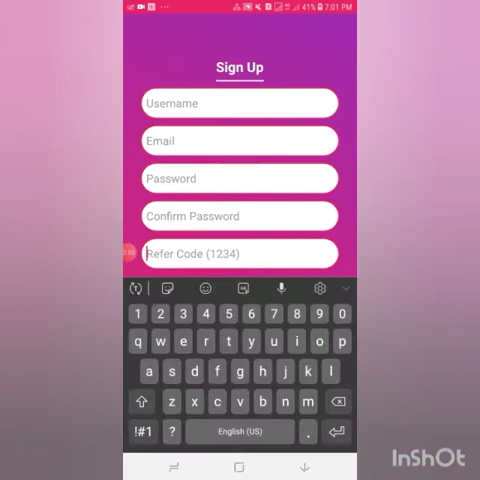 41% 7:01 PM
Sign Up
Username
Email
Password
Confirm Password
Refer Code (1234)
1 2 3 4 5 6 7 8 9 0
q w e r t y u i o p
a s d f g h j k l
z x c v b n m
!#1 ? English (US) .
InShOt